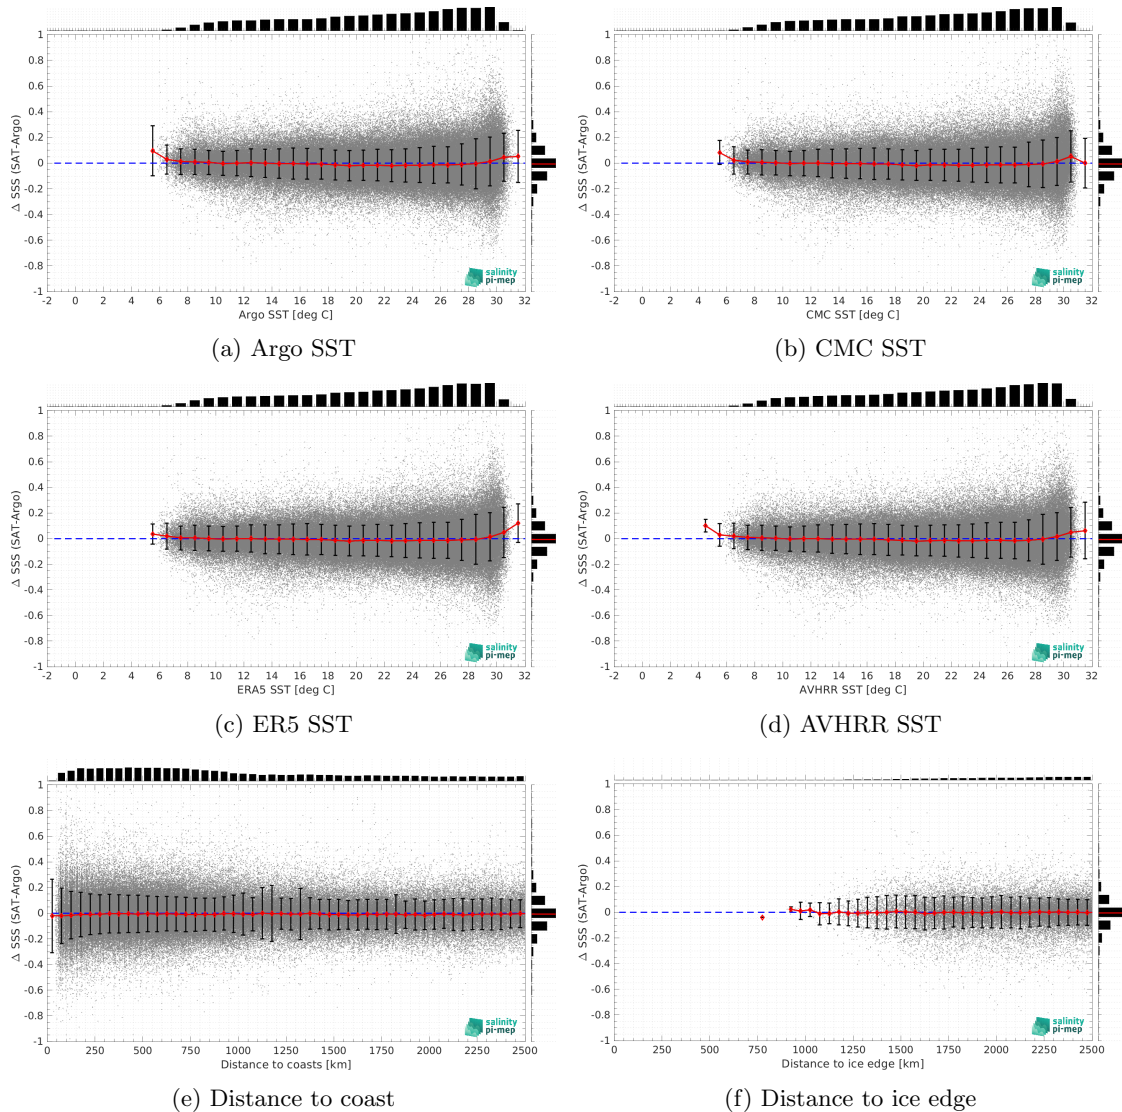 1
0.8
0.6
0.4
0.2
0
-0.2
-0.4
-0.6
-0.8
-1
Δ SSS (SAT-Argo)
-2 0 2 4 6 8 10 12 14 16 18 20 22 24 26 28 30 32
Argo SST [deg C]
salinity
pi-mep
(a) Argo SST
1
0.8
0.6
0.4
0.2
0
-0.2
-0.4
-0.6
-0.8
-1
Δ SSS (SAT-Argo)
-2 0 2 4 6 8 10 12 14 16 18 20 22 24 26 28 30 32
CMC SST [deg C]
salinity
pi-mep
(b) CMC SST
1
0.8
0.6
0.4
0.2
0
-0.2
-0.4
-0.6
-0.8
-1
Δ SSS (SAT-Argo)
-2 0 2 4 6 8 10 12 14 16 18 20 22 24 26 28 30 32
ERA5 SST [deg C]
salinity
pi-mep
(c) ER5 SST
1
0.8
0.6
0.4
0.2
0
-0.2
-0.4
-0.6
-0.8
-1
Δ SSS (SAT-Argo)
-2 0 2 4 6 8 10 12 14 16 18 20 22 24 26 28 30 32
AVHRR SST [deg C]
salinity
pi-mep
(d) AVHRR SST
1
0.8
0.6
0.4
0.2
0
-0.2
-0.4
-0.6
-0.8
-1
Δ SSS (SAT-Argo)
0 250 500 750 1000 1250 1500 1750 2000 2250 2500
Distance to coasts [km]
salinity
pi-mep
(e) Distance to coast
1
0.8
0.6
0.4
0.2
0
-0.2
-0.4
-0.6
-0.8
-1
Δ SSS (SAT-Argo)
0 250 500 750 1000 1250 1500 1750 2000 2250 2500
Distance to ice edge [km]
salinity
pi-mep
(f) Distance to ice edge